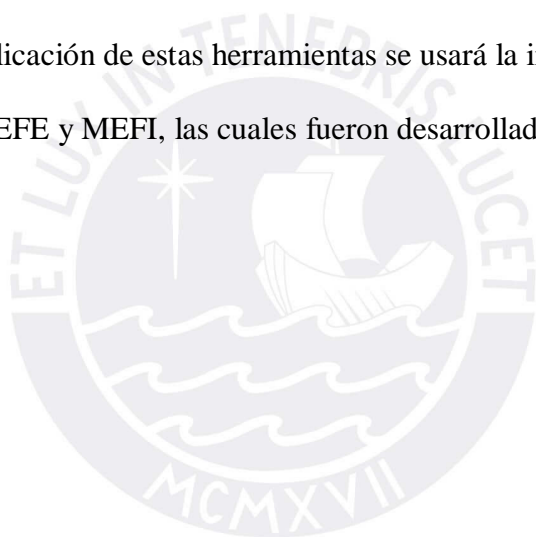 licación de estas herramientas se usará la i
EFE y MEFI, las cuales fueron desarrollad
ET LUX IN TENEBRIS LUCET
MCMXVII